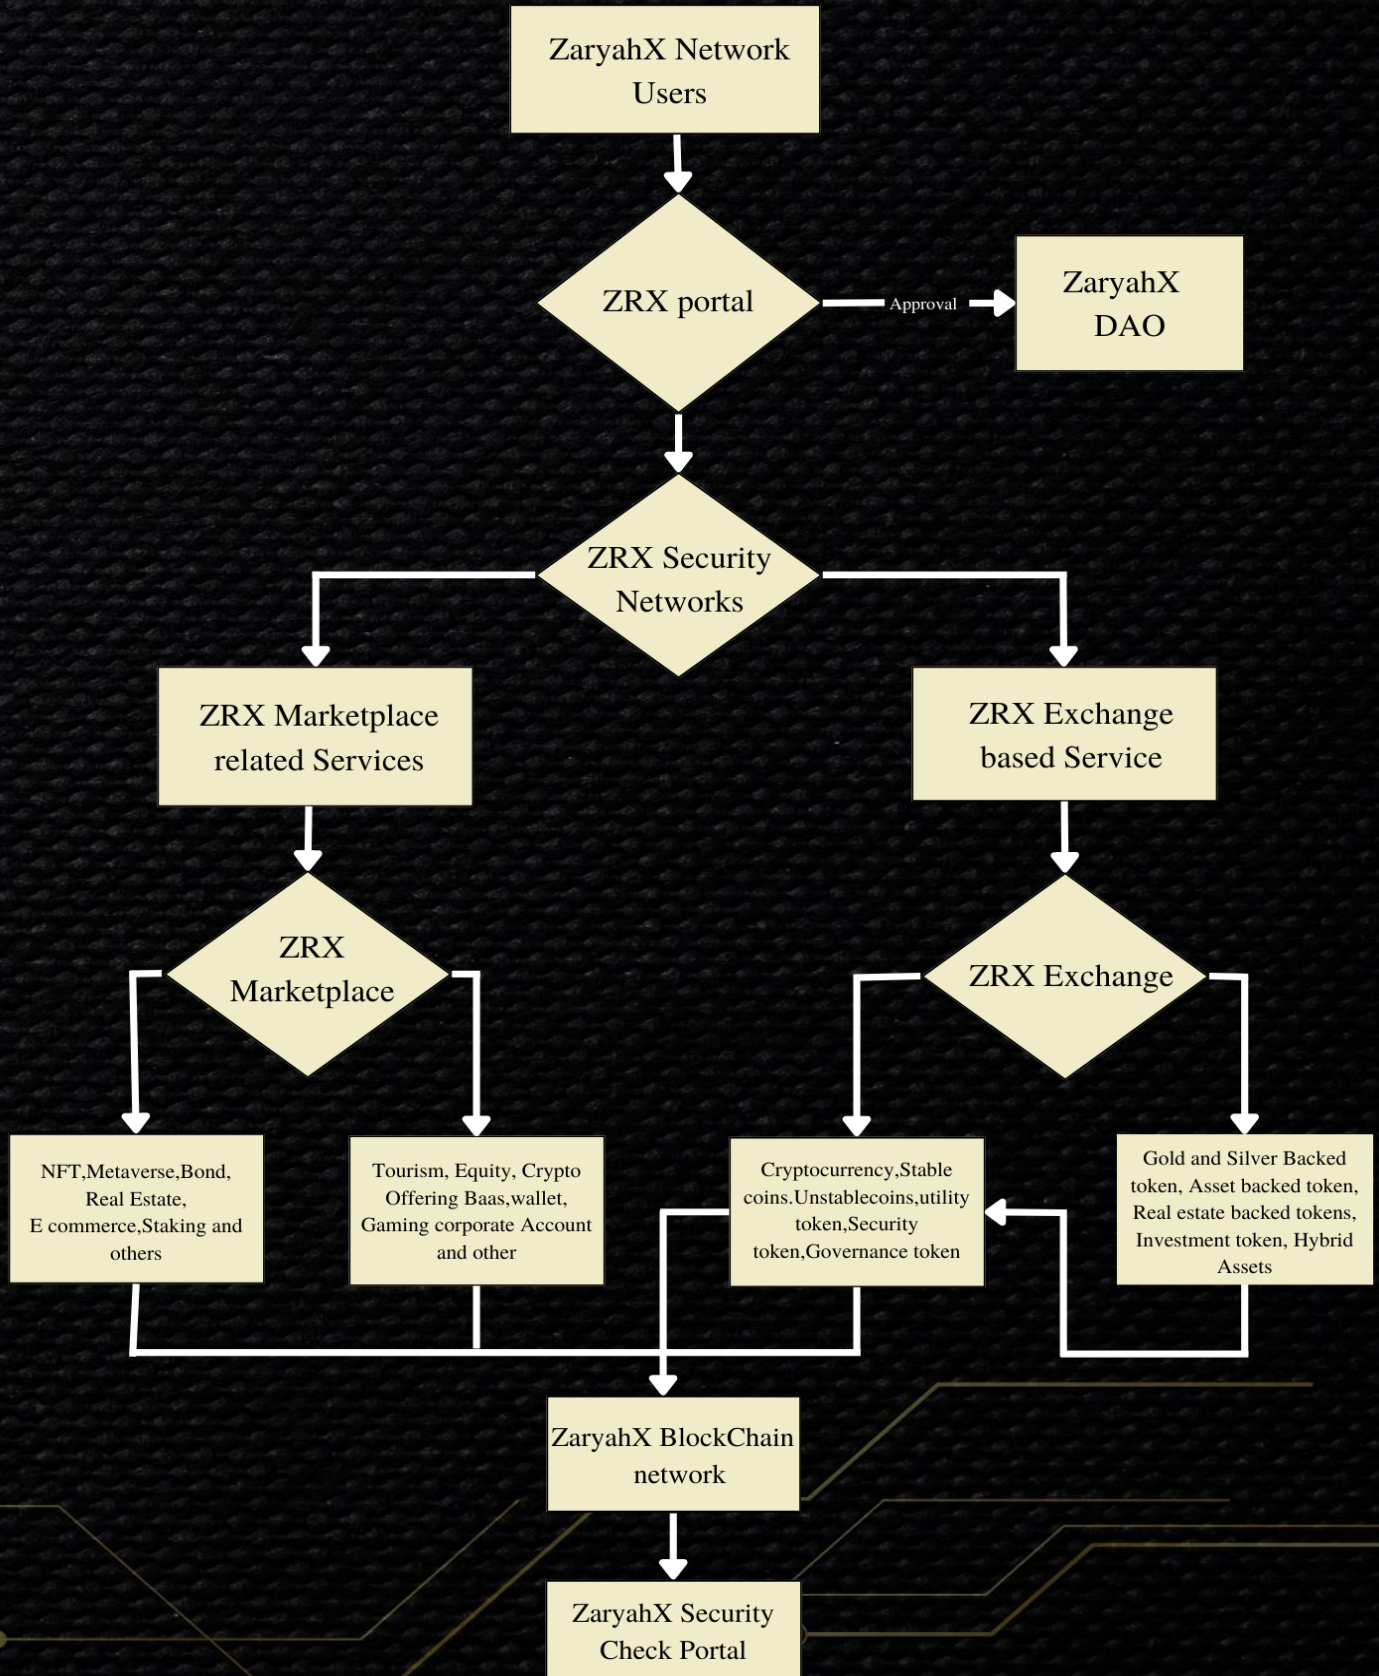 ZaryahX Network
Users
ZRX portal
Approval
ZaryahX
DAO
ZRX Security
Networks
ZRX Marketplace
related Services
ZRX Exchange
based Service
ZRX
Marketplace
ZRX Exchange
NFT,Metaverse,Bond,
Real Estate,
E commerce,Staking and
others
Tourism, Equity, Crypto
Offering Baas,wallet,
Gaming corporate Account
and other
Cryptocurrency,Stable
coins.Unstablecoins,utility
token,Security
token,Governance token
Gold and Silver Backed
token, Asset backed token,
Real estate backed tokens,
Investment token, Hybrid
Assets
ZaryahX BlockChain
network
ZaryahX Security
Check Portal